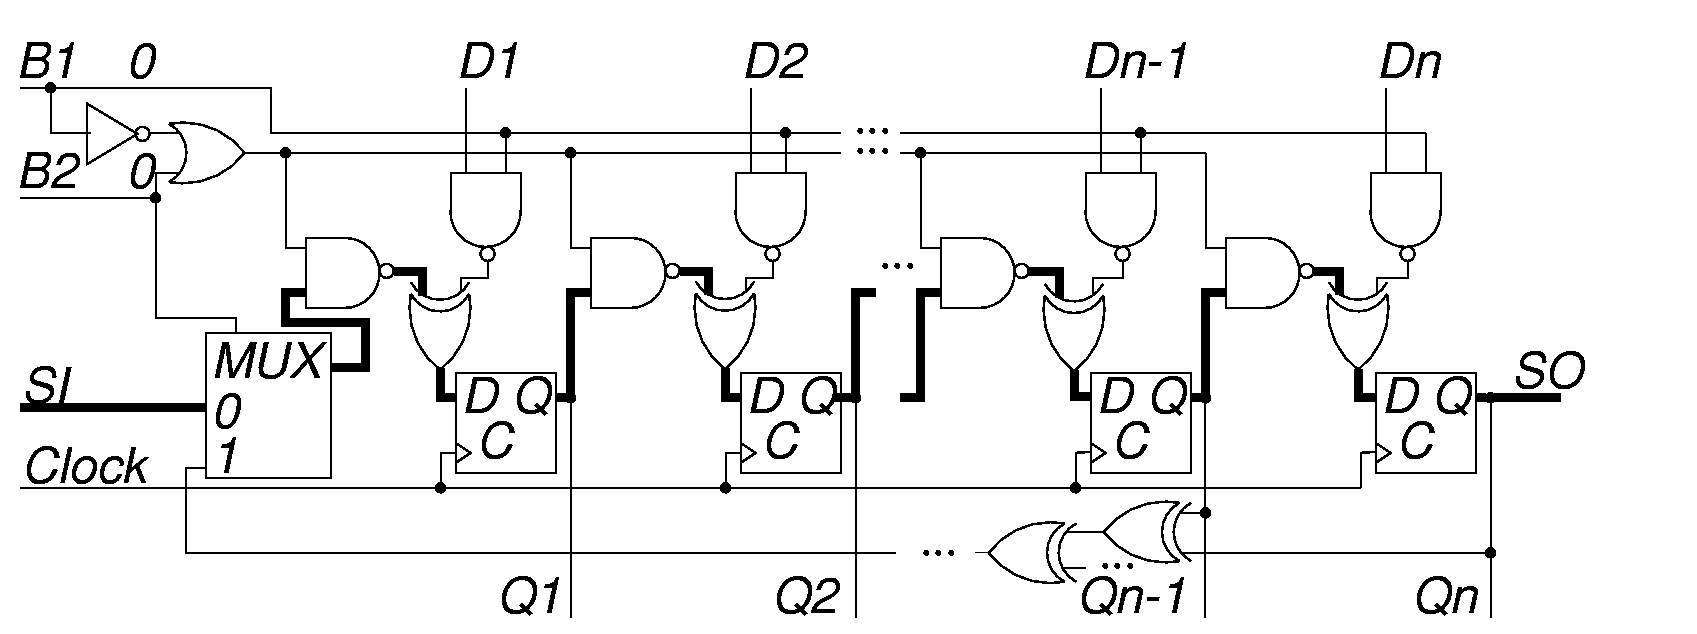 B1 0 D1 D2 Dn-1 Dn
...
...
B2 0
...
MUX
SI 0 D Q D Q D Q D Q SO
1 C C C C
Clock
...
...
Q1 Q2 Qn-1 Qn